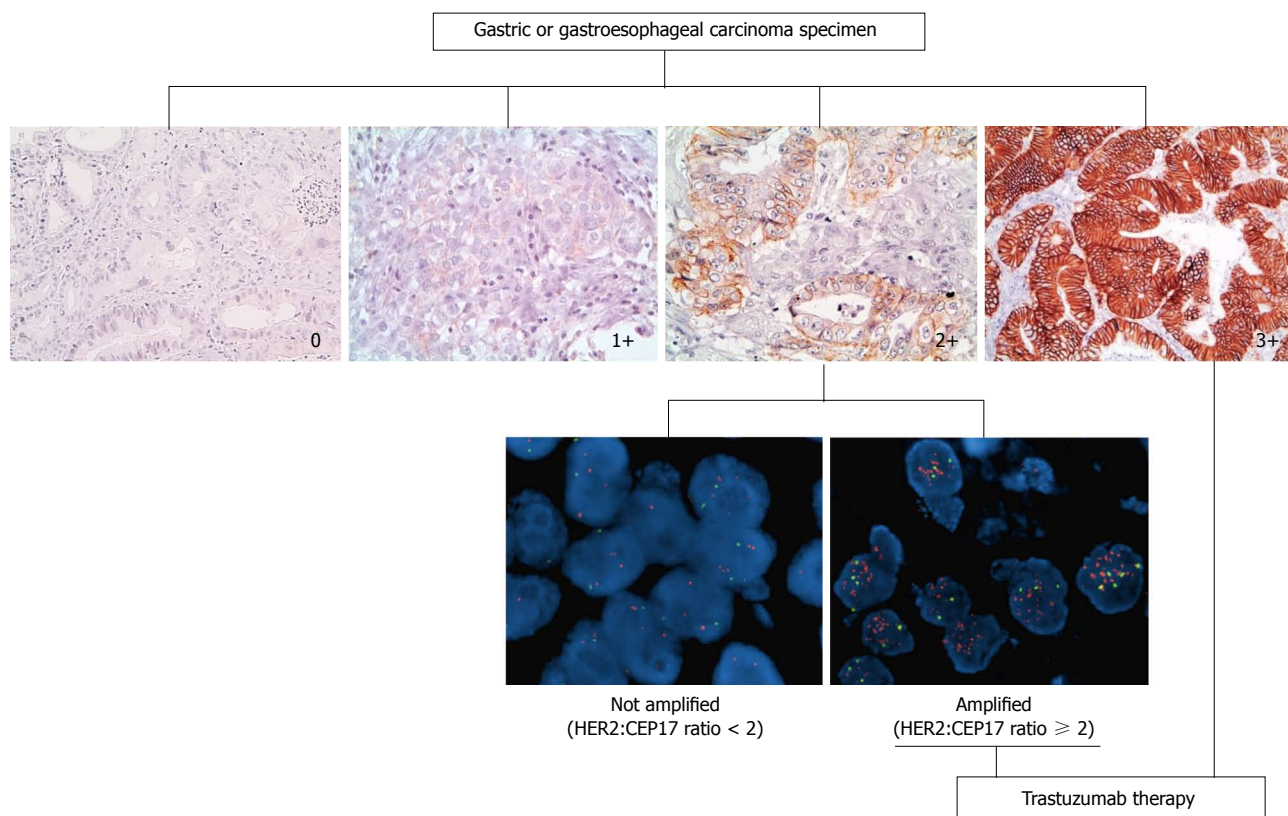 Gastric or gastroesophageal carcinoma specimen
0
1+
2+
3+
Not amplified
(HER2:CEP17 ratio < 2)
Amplified
(HER2:CEP17 ratio ≥ 2)
Trastuzumab therapy